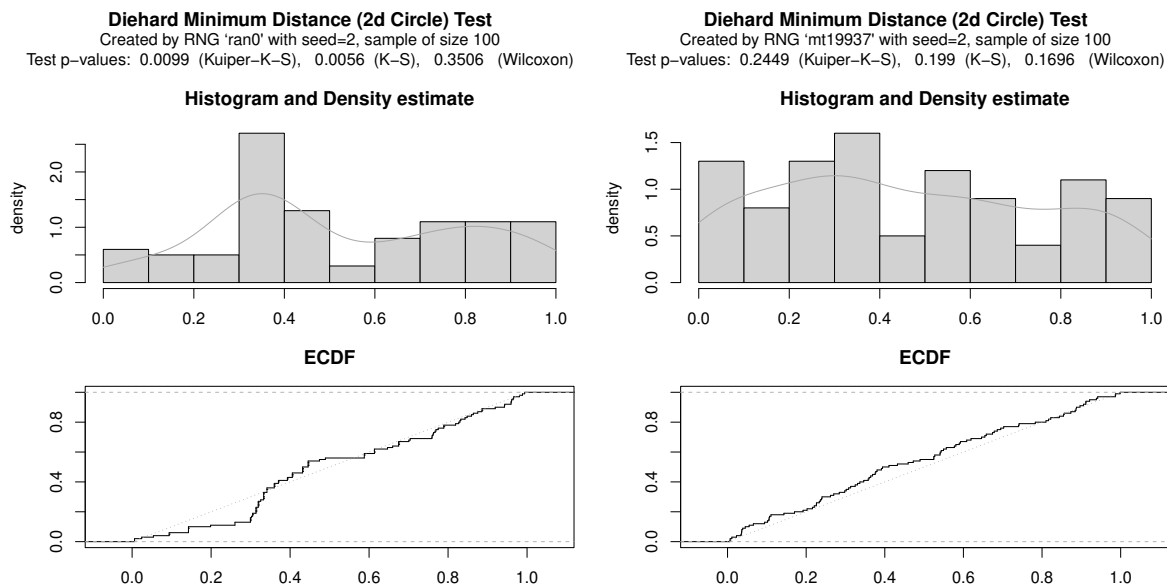 Diehard Minimum Distance (2d Circle) Test
Created by RNG ‘ran0' with seed=2, sample of size 100
Test p-values: 0.0099 (Kuiper-K-S), 0.0056 (K-S), 0.3506 (Wilcoxon)
Histogram and Density estimate
density
0.0 1.0 2.0
0.0 0.2 0.4 0.6 0.8 1.0
ECDF
0.0 0.4 0.8
0.0 0.2 0.4 0.6 0.8 1.0
Diehard Minimum Distance (2d Circle) Test
Created by RNG ‘mt19937' with seed=2, sample of size 100
Test p-values: 0.2449 (Kuiper-K-S), 0.199 (K-S), 0.1696 (Wilcoxon)
Histogram and Density estimate
density
0.0 0.5 1.0 1.5
0.0 0.2 0.4 0.6 0.8 1.0
ECDF
0.0 0.4 0.8
0.0 0.2 0.4 0.6 0.8 1.0